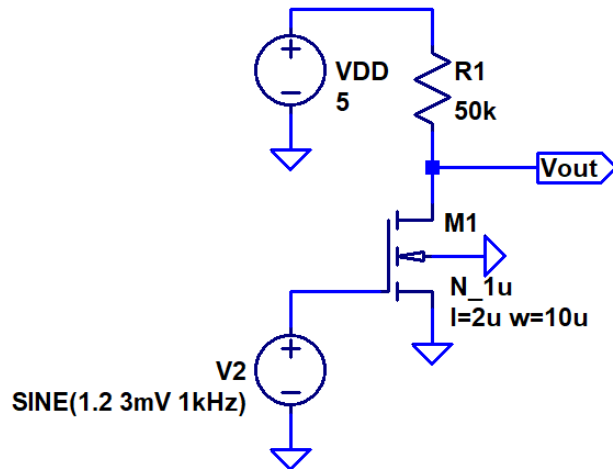 VDD
5
R1
50k
Vout
M1
N_1u
l=2u w=10u
V2
SINE(1.2 3mV 1kHz)